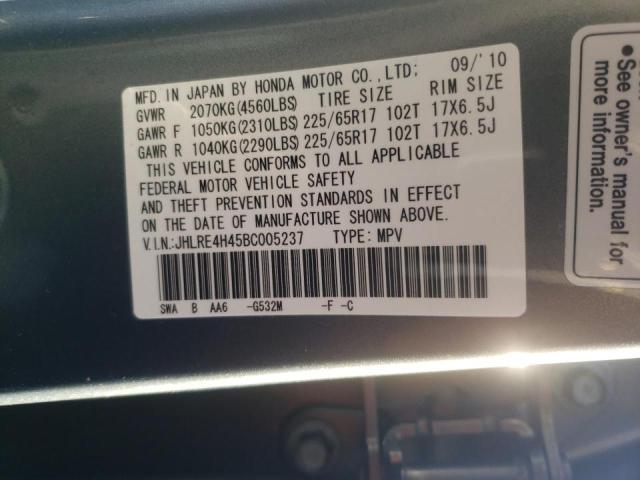 MFD. IN JAPAN BY HONDA MOTOR CO.,LTD: 09/'10
GVWR 2070KG(4560LBS) TIRE SIZE RIM SIZE
GAWR F 1050KG(2310LBS) 225/65R17 102T 17X6.5J
GAWR R 1040KG(2290LBS) 225/65R17 102T 17X6.5J
THIS VEHICLE CONFORMS TO ALL APPLICABLE
FEDERAL MOTOR VEHICLE SAFETY
AND THEFT PREVENTION STANDARDS IN EFFECT
ON THE DATE OF MANUFACTURE SHOWN ABOVE.
V.I.N.:JHLRE4H45BC005237 TYPE: MPV
SWA B AA6 -G532M -F -C
•See owner's manual for
more information.